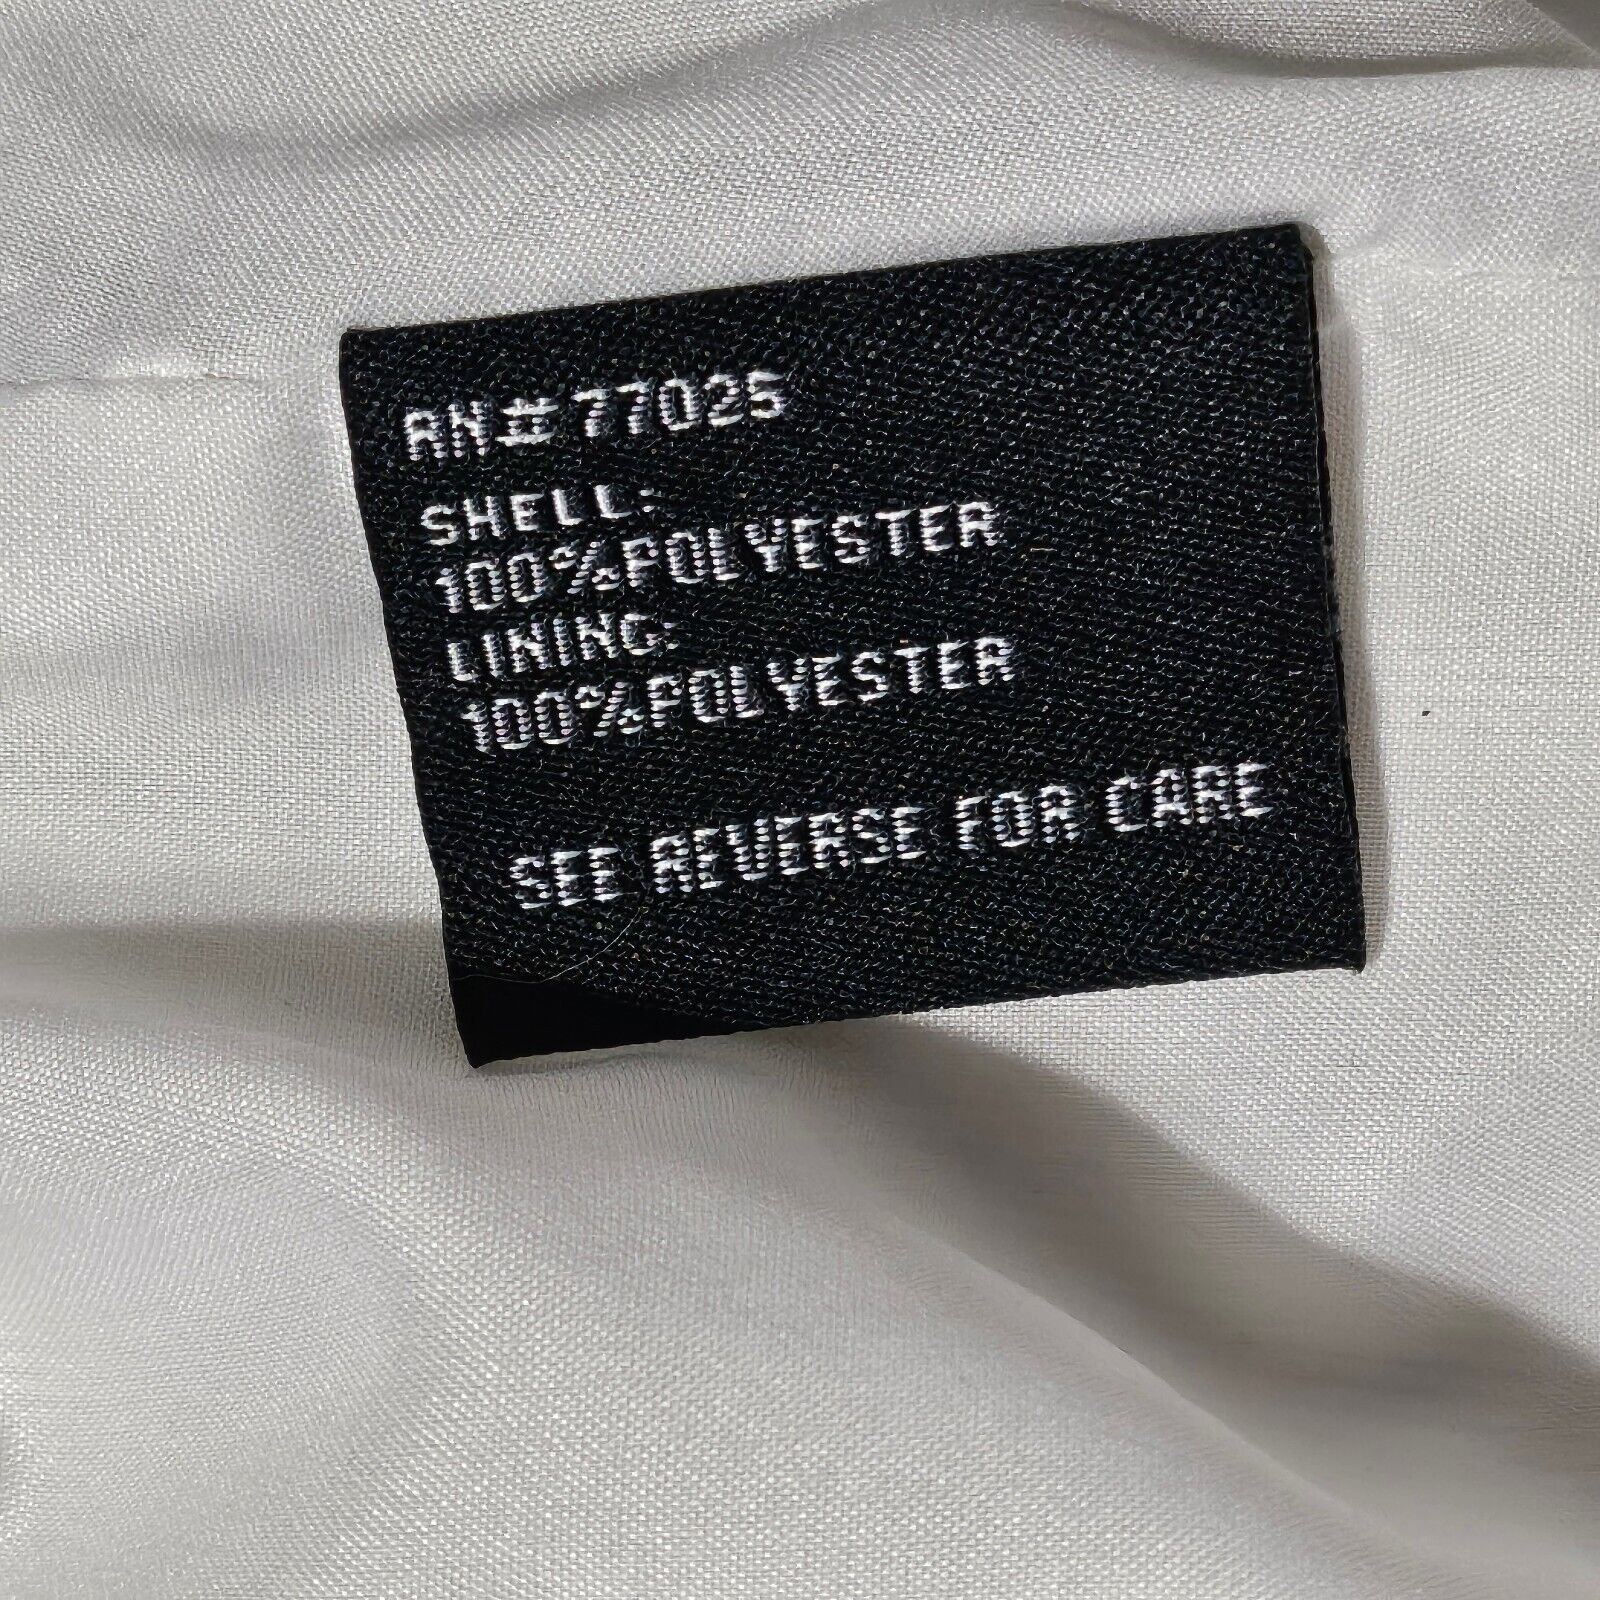 RN# 77025
SHELL:
100%POLYESTER
LINING:
100%POLYESTER
SEE REVERSE FOR CARE